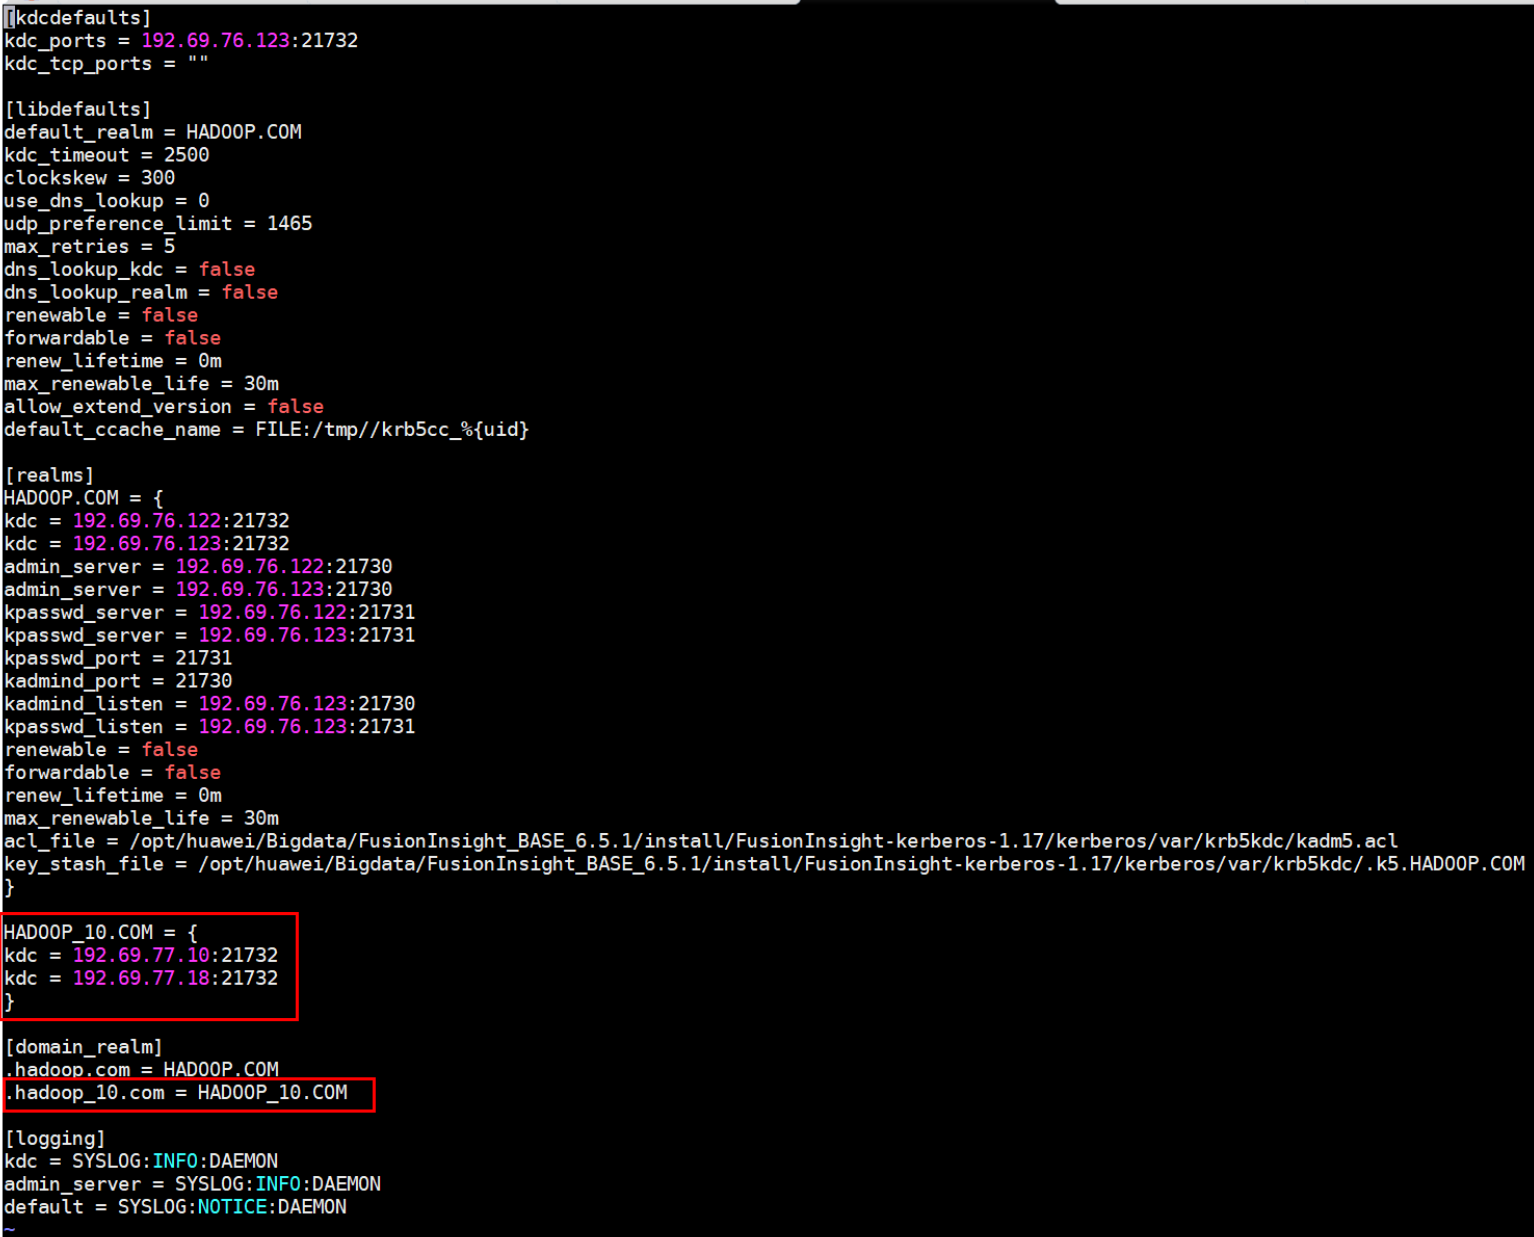 [kdcdefaults]
kdc_ports = 192.69.76.123:21732
kdc_tcp_ports = ""
[libdefaults]
default_realm = HADOOP.COM
kdc_timeout = 2500
clockskew = 300
use_dns_lookup = 0
udp_preference_limit = 1465
max_retries = 5
dns_lookup_kdc = false
dns_lookup_realm = false
renewable = false
forwardable = false
renew_lifetime = 0m
max_renewable_life = 30m
allow_extend_version = false
default_ccache_name = FILE:/tmp//krb5cc_%{uid}
[realms]
HADOOP.COM = {
kdc = 192.69.76.122:21732
kdc = 192.69.76.123:21732
admin_server = 192.69.76.122:21730
admin_server = 192.69.76.123:21730
kpasswd_server = 192.69.76.122:21731
kpasswd_server = 192.69.76.123:21731
kpasswd_port = 21731
kadmind_port = 21730
kadmind_listen = 192.69.76.123:21730
kpasswd_listen = 192.69.76.123:21731
renewable = false
forwardable = false
renew_lifetime = 0m
max_renewable_life = 30m
acl_file = /opt/huawei/Bigdata/FusionInsight_BASE_6.5.1/install/FusionInsight-kerberos-1.17/kerberos/var/krb5kdc/kadm5.acl
key_stash_file = /opt/huawei/Bigdata/FusionInsight_BASE_6.5.1/install/FusionInsight-kerberos-1.17/kerberos/var/krb5kdc/.k5.HADOOP.COM
}
HADOOP_10.COM = {
kdc = 192.69.77.10:21732
kdc = 192.69.77.18:21732
}
[domain_realm]
.hadoop.com = HADOOP.COM
.hadoop_10.com = HADOOP_10.COM
[logging]
kdc = SYSLOG:INFO:DAEMON
admin_server = SYSLOG:INFO:DAEMON
default = SYSLOG:NOTICE:DAEMON
~